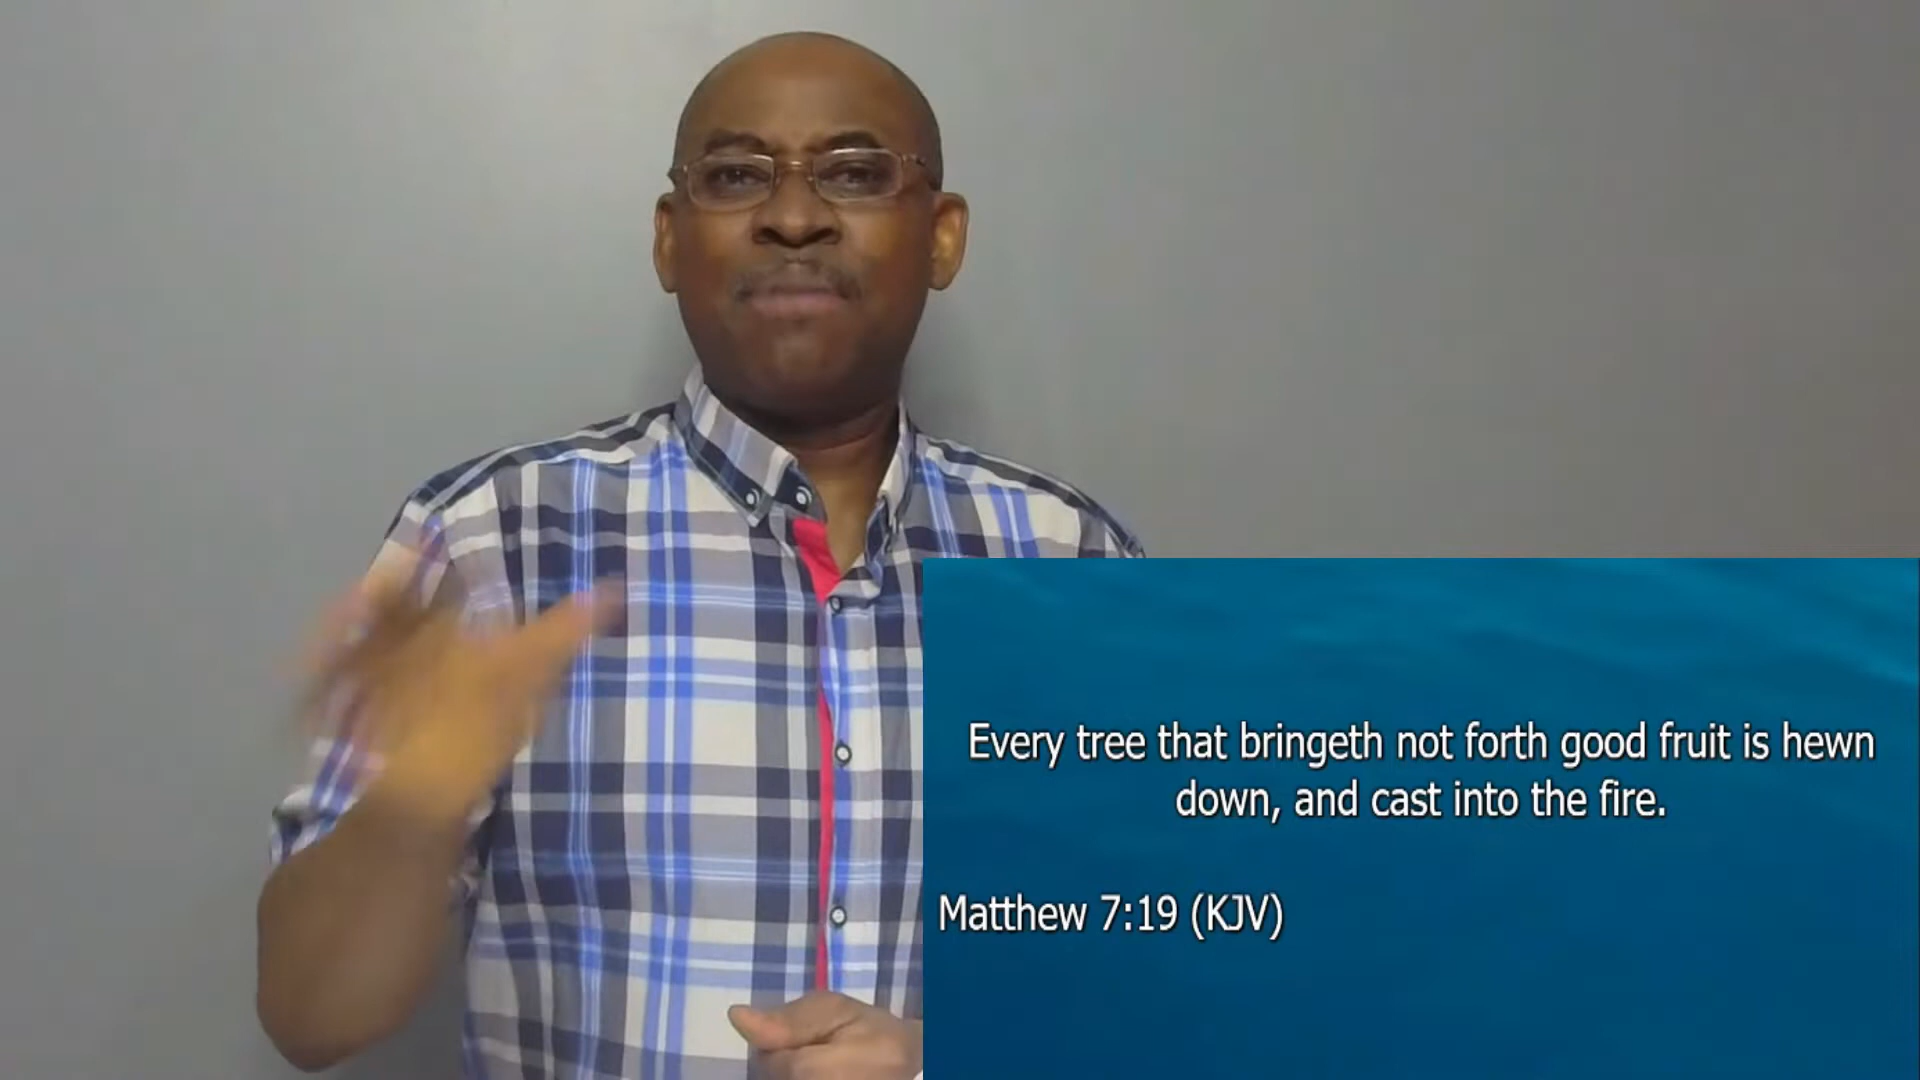 Every tree that bringeth not forth good fruit is hewn
down, and cast into the fire.
Matthew 7:19 (KJV)